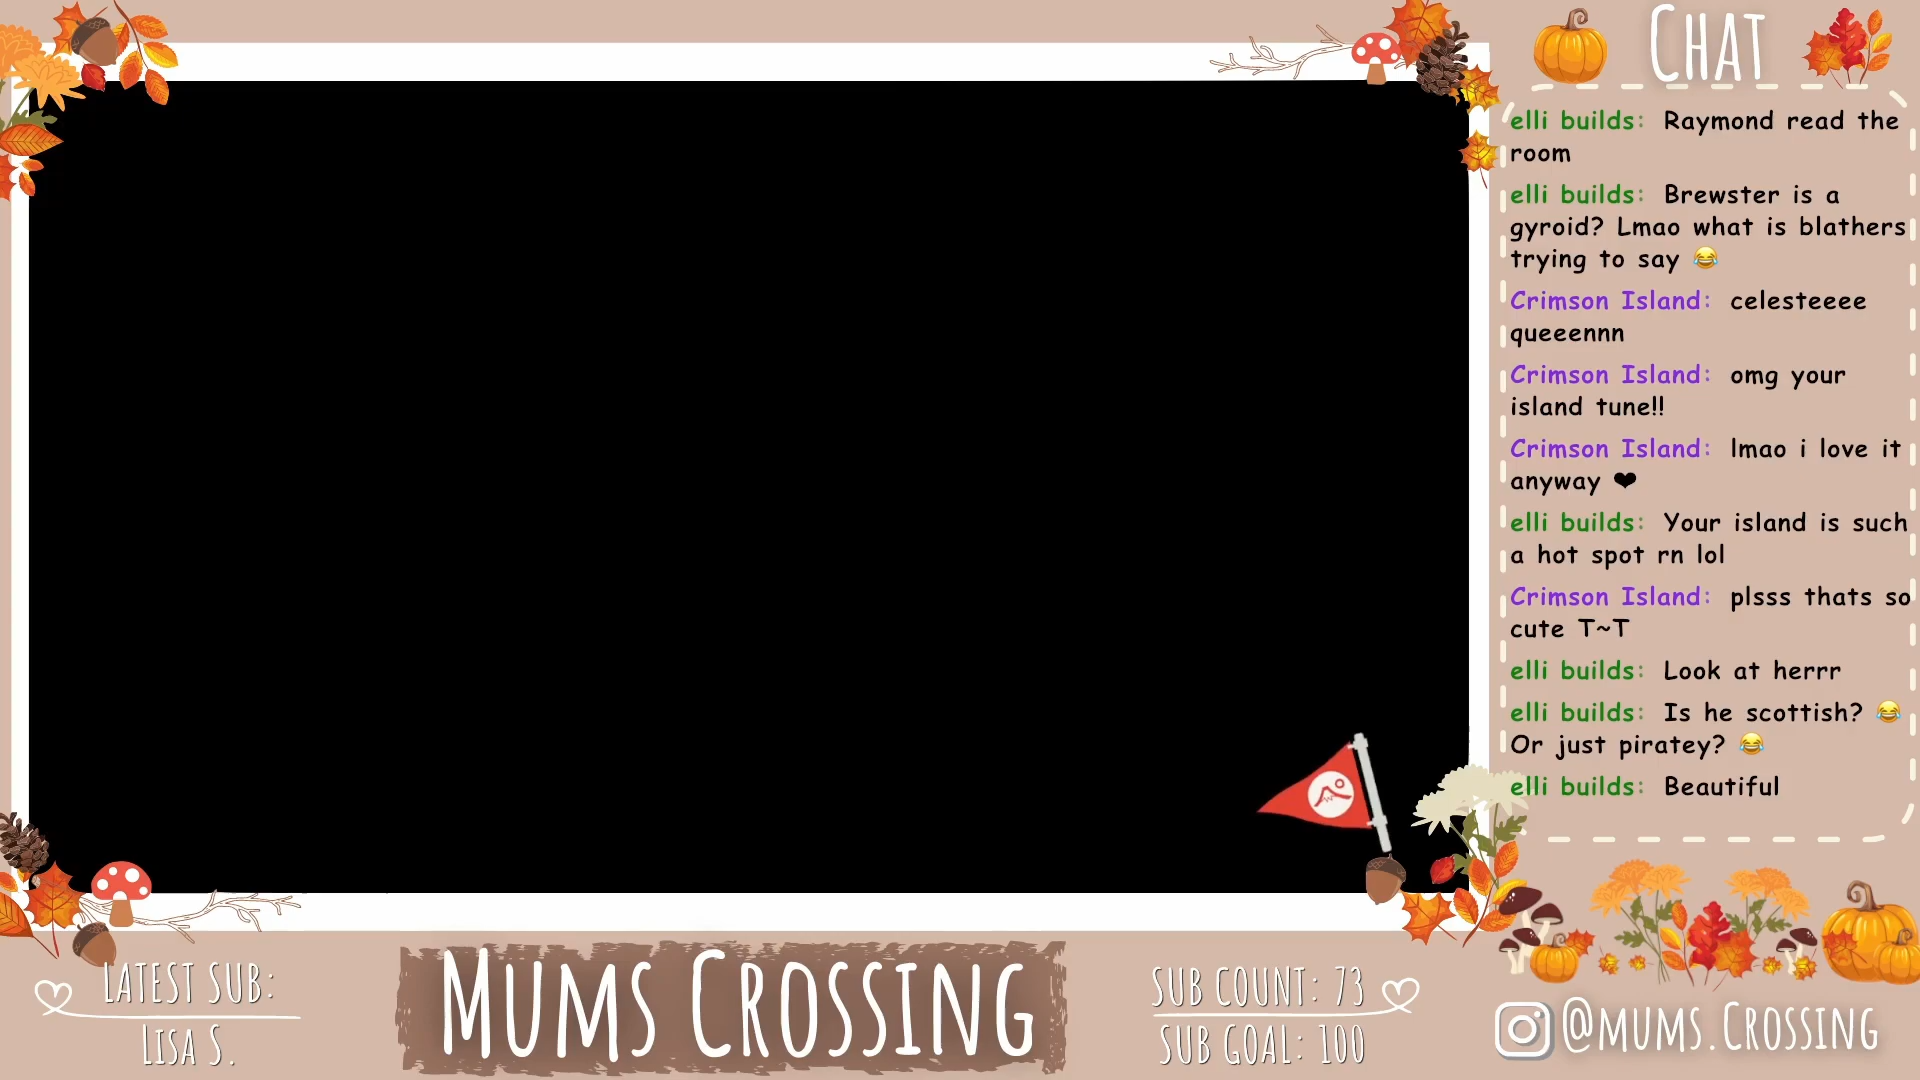 CHAT
elli builds: Raymond read the
room
elli builds: Brewster is a
gyroid? Lmao what is blathers
trying to say 😂
Crimson Island: celesteeee
queeennn
Crimson Island: omg your
island tune!!
Crimson Island: lmao i love it
anyway ❤
elli builds: Your island is such
a hot spot rn lol
Crimson Island: plsss thats so
cute T~T
elli builds: Look at herrr
elli builds: Is he scottish? 😂
Or just piratey? 😂
elli builds: Beautiful
LATEST SUB:
LISA S.
MUMS CROSSING
SUB COUNT: 73
SUB GOAL: 100
@MUMS.CROSSING